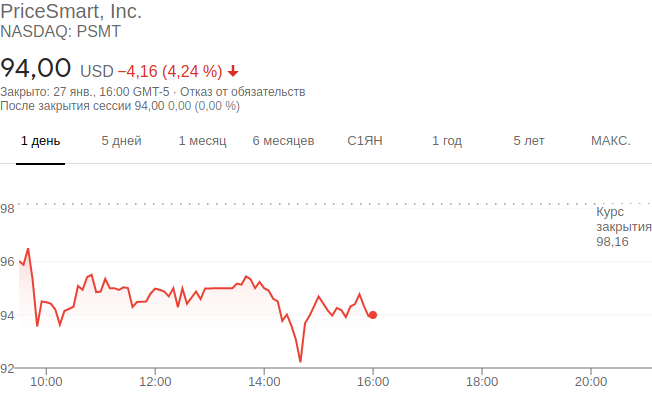 PriceSmart, Inc.
NASDAQ: PSMT
94,00 USD −4,16 (4,24 %)
Закрыто: 27 янв., 16:00 GMT-5 · Отказ от обязательств
После закрытия сессии 94,00 0,00 (0,00 %)
1 день 5 дней 1 месяц 6 месяцев С1ЯН 1 год 5 лет МАКС.
98
Курс
закрытия
98,16
96
94
92
10:00 12:00 14:00 16:00 18:00 20:00